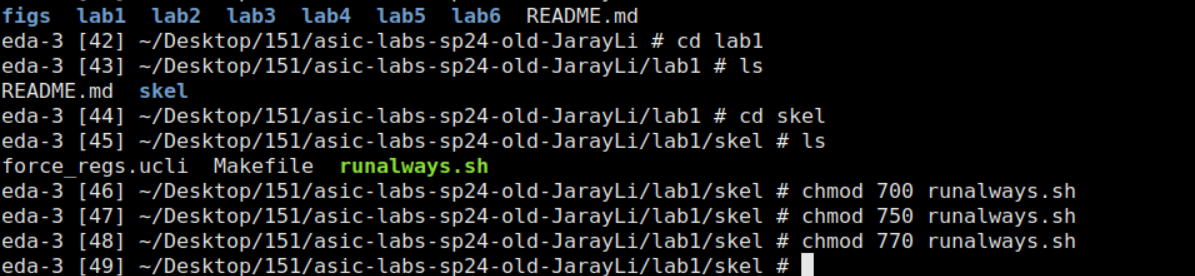 figs  lab1  lab2  lab3  lab4  lab5  lab6  README.md
eda-3 [42] ~/Desktop/151/asic-labs-sp24-old-JarayLi # cd lab1
eda-3 [43] ~/Desktop/151/asic-labs-sp24-old-JarayLi/lab1 # ls
README.md  skel
eda-3 [44] ~/Desktop/151/asic-labs-sp24-old-JarayLi/lab1 # cd skel
eda-3 [45] ~/Desktop/151/asic-labs-sp24-old-JarayLi/lab1/skel # ls
force_regs.ucli  Makefile  runalways.sh
eda-3 [46] ~/Desktop/151/asic-labs-sp24-old-JarayLi/lab1/skel # chmod 700 runalways.sh
eda-3 [47] ~/Desktop/151/asic-labs-sp24-old-JarayLi/lab1/skel # chmod 750 runalways.sh
eda-3 [48] ~/Desktop/151/asic-labs-sp24-old-JarayLi/lab1/skel # chmod 770 runalways.sh
eda-3 [49] ~/Desktop/151/asic-labs-sp24-old-JarayLi/lab1/skel #